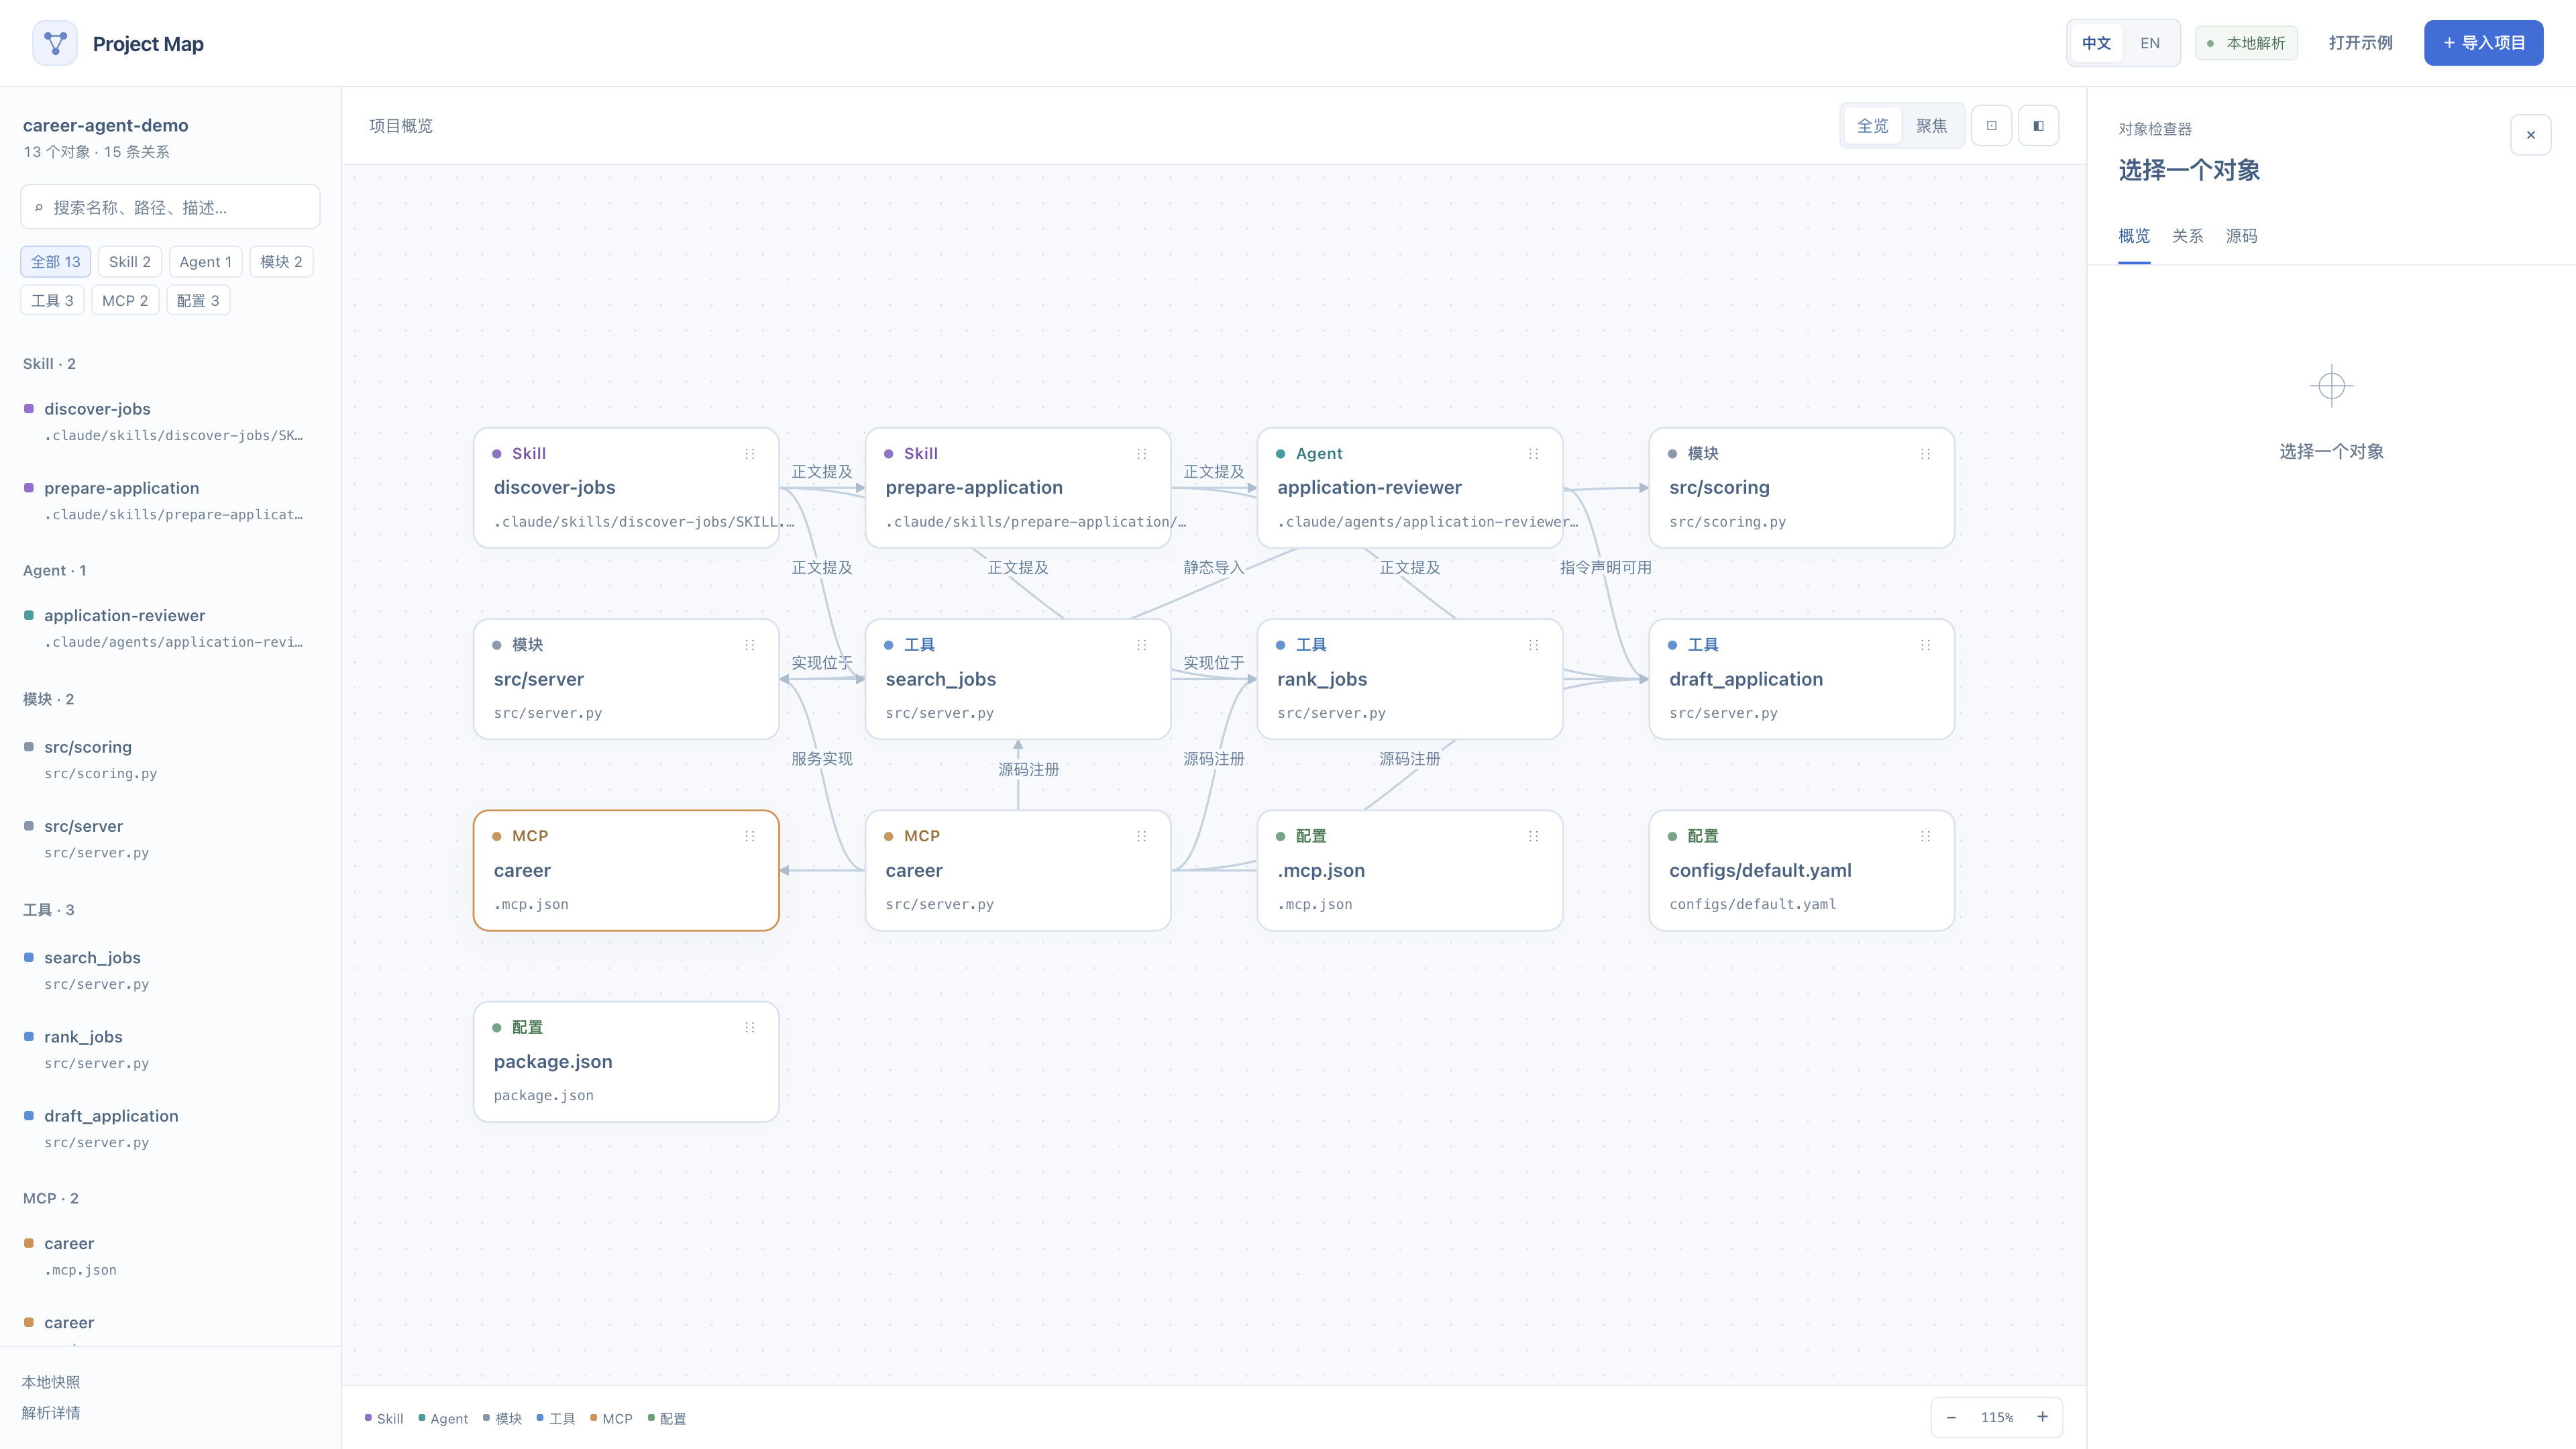 Project Map
中文 EN
本地解析
打开示例
+ 导入项目
career-agent-demo
13 个对象 · 15 条关系
搜索名称、路径、描述...
全部 13 Skill 2 Agent 1 模块 2
工具 3 MCP 2 配置 3
Skill · 2
discover-jobs
.claude/skills/discover-jobs/SK…
prepare-application
.claude/skills/prepare-applicat…
Agent · 1
application-reviewer
.claude/agents/application-revi…
模块 · 2
src/scoring
src/scoring.py
src/server
src/server.py
工具 · 3
search_jobs
src/server.py
rank_jobs
src/server.py
draft_application
src/server.py
MCP · 2
career
.mcp.json
career
本地快照
解析详情
项目概览
全览 聚焦
Skill
discover-jobs
.claude/skills/discover-jobs/SKILL.…
正文提及
Skill
prepare-application
.claude/skills/prepare-application/…
正文提及
Agent
application-reviewer
.claude/agents/application-reviewer…
模块
src/scoring
src/scoring.py
正文提及
正文提及
静态导入
正文提及
指令声明可用
模块
src/server
src/server.py
实现位于
工具
search_jobs
src/server.py
实现位于
工具
rank_jobs
src/server.py
工具
draft_application
src/server.py
服务实现
源码注册
源码注册
源码注册
MCP
career
.mcp.json
MCP
career
src/server.py
配置
.mcp.json
.mcp.json
配置
configs/default.yaml
configs/default.yaml
配置
package.json
package.json
Skill Agent 模块 工具 MCP 配置
− 115% +
对象检查器
×
选择一个对象
概览 关系 源码
选择一个对象